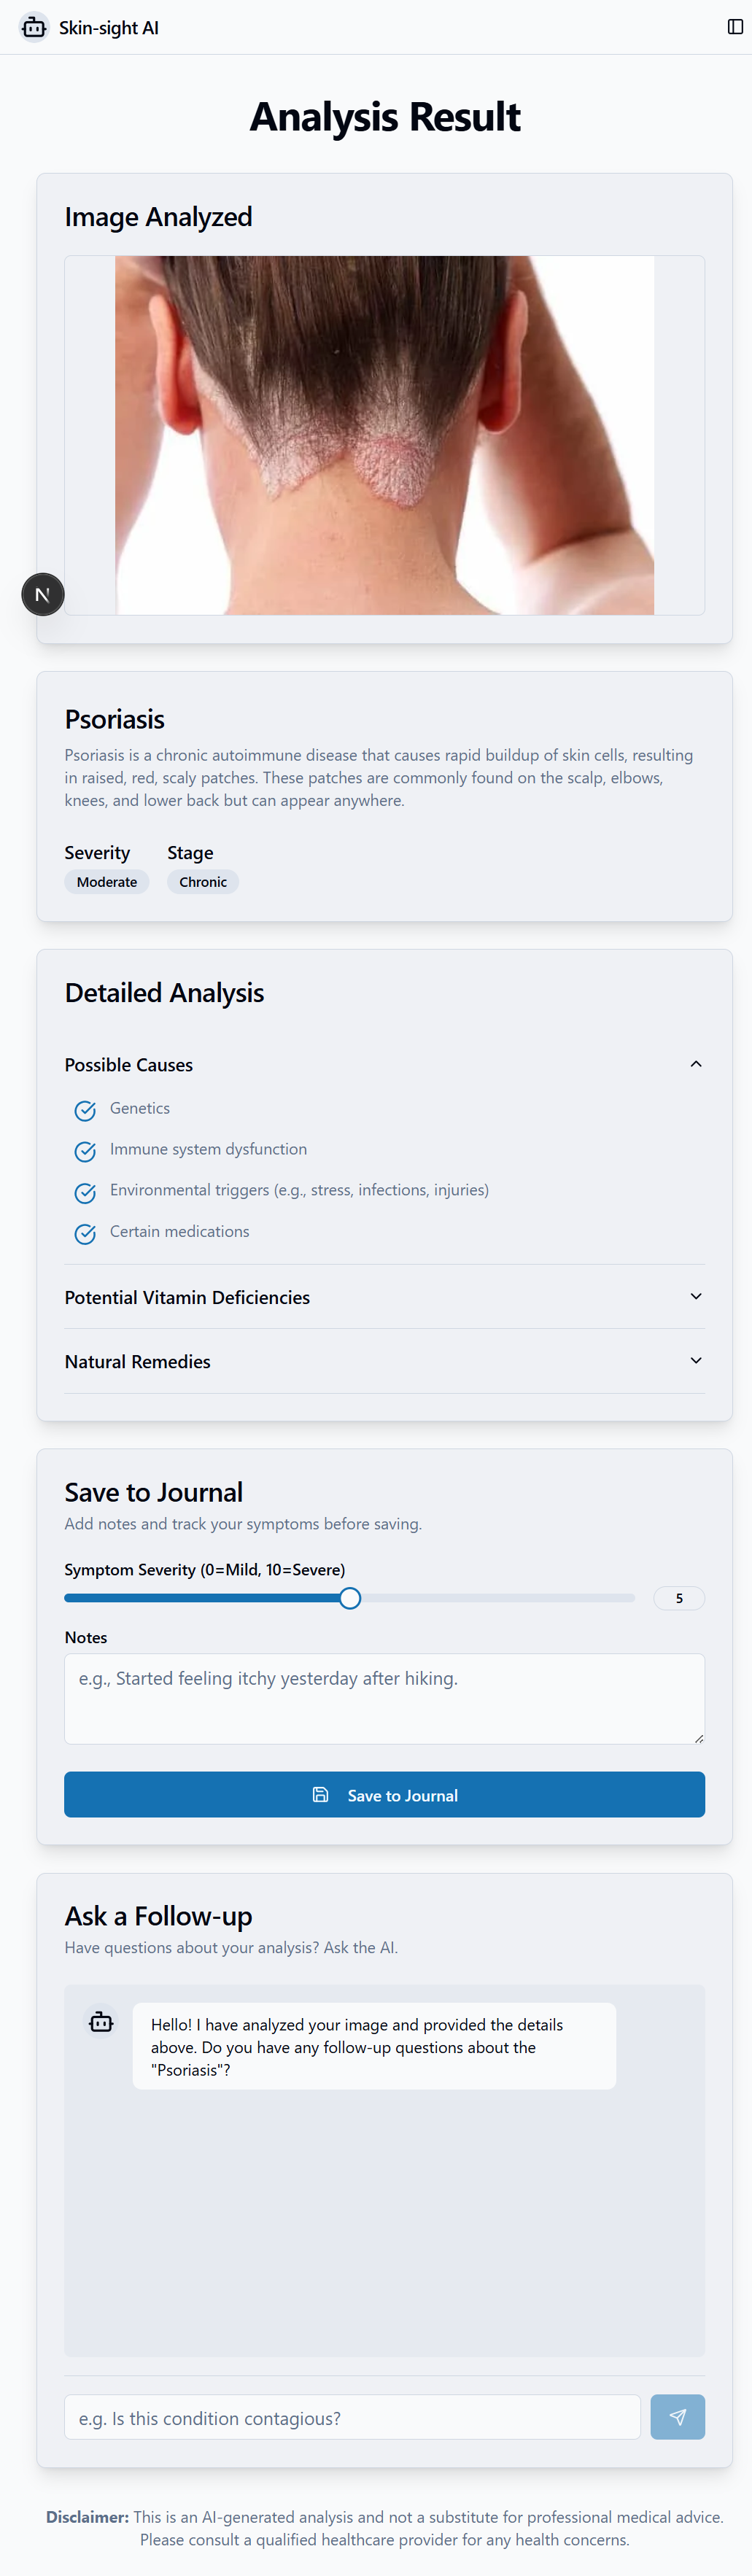 Skin-sight AI
Analysis Result
Image Analyzed
N
Psoriasis
Psoriasis is a chronic autoimmune disease that causes rapid buildup of skin cells, resulting
in raised, red, scaly patches. These patches are commonly found on the scalp, elbows,
knees, and lower back but can appear anywhere.
Severity Stage
Moderate Chronic
Detailed Analysis
Possible Causes
Genetics
Immune system dysfunction
Environmental triggers (e.g., stress, infections, injuries)
Certain medications
Potential Vitamin Deficiencies
Natural Remedies
Save to Journal
Add notes and track your symptoms before saving.
Symptom Severity (0=Mild, 10=Severe)
5
Notes
e.g., Started feeling itchy yesterday after hiking.
Save to Journal
Ask a Follow-up
Have questions about your analysis? Ask the AI.
Hello! I have analyzed your image and provided the details
above. Do you have any follow-up questions about the
"Psoriasis"?
e.g. Is this condition contagious?
Disclaimer: This is an AI-generated analysis and not a substitute for professional medical advice.
Please consult a qualified healthcare provider for any health concerns.